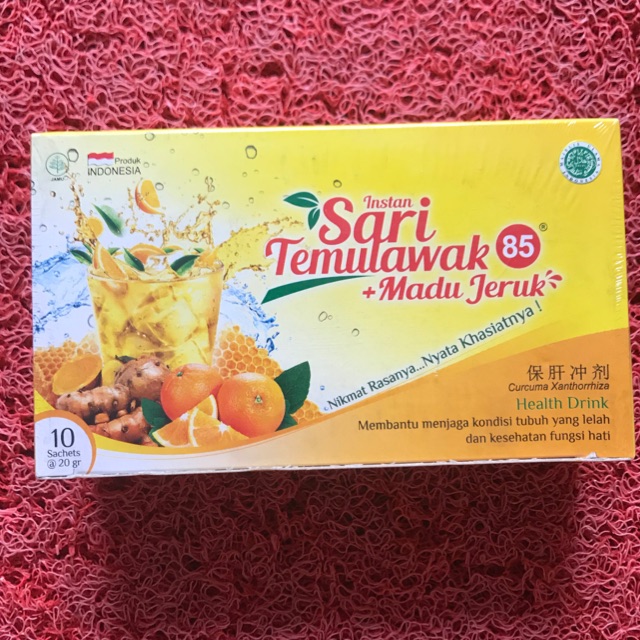 JAMU
Produk
INDONESIA
Instan
Sari
Temulawak 85 ®
+Madu Jeruk
Nikmat Rasanya...Nyata Khasiatnya !
保肝冲剂
Curcuma Xanthorrhiza
Health Drink
Membantu menjaga kondisi tubuh yang lelah
dan kesehatan fungsi hati
10
Sachets
@ 20 gr